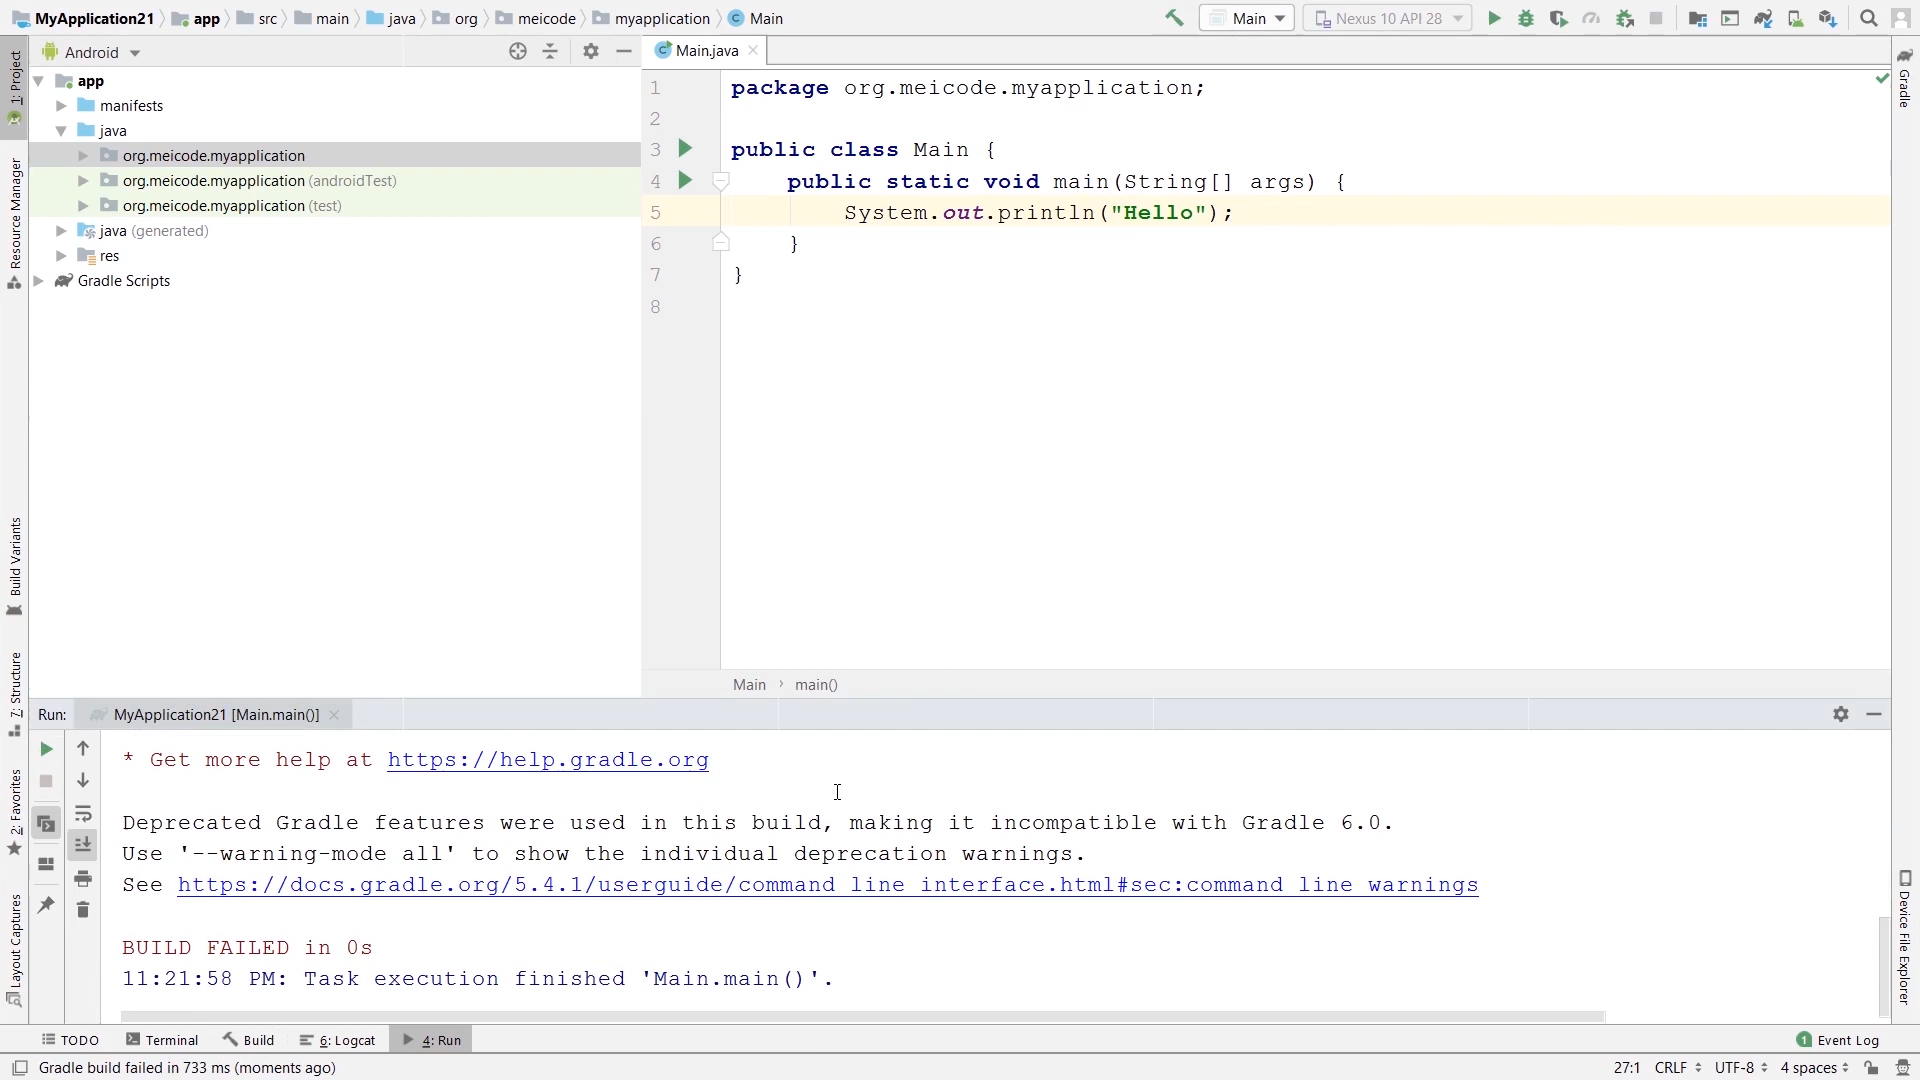 MyApplication21 app src main java org meicode myapplication Main
Main
Nexus 10 API 28
Android
app
manifests
java
org.meicode.myapplication
org.meicode.myapplication (androidTest)
org.meicode.myapplication (test)
java (generated)
res
Gradle Scripts
1: Project
Resource Manager
Build Variants
7: Structure
2: Favorites
Layout Captures
Main.java
1 package org.meicode.myapplication;
2
3 public class Main {
4 public static void main(String[] args) {
5 System.out.println("Hello");
6 }
7 }
8
Main main()
Gradle
Device File Explorer
Run: MyApplication21 [Main.main()]
* Get more help at https://help.gradle.org
Deprecated Gradle features were used in this build, making it incompatible with Gradle 6.0.
Use '--warning-mode all' to show the individual deprecation warnings.
See https://docs.gradle.org/5.4.1/userguide/command_line_interface.html#sec:command_line_warnings
BUILD FAILED in 0s
11:21:58 PM: Task execution finished 'Main.main()'.
TODO Terminal Build 6: Logcat 4: Run
1 Event Log
Gradle build failed in 733 ms (moments ago)
27:1 CRLF UTF-8 4 spaces